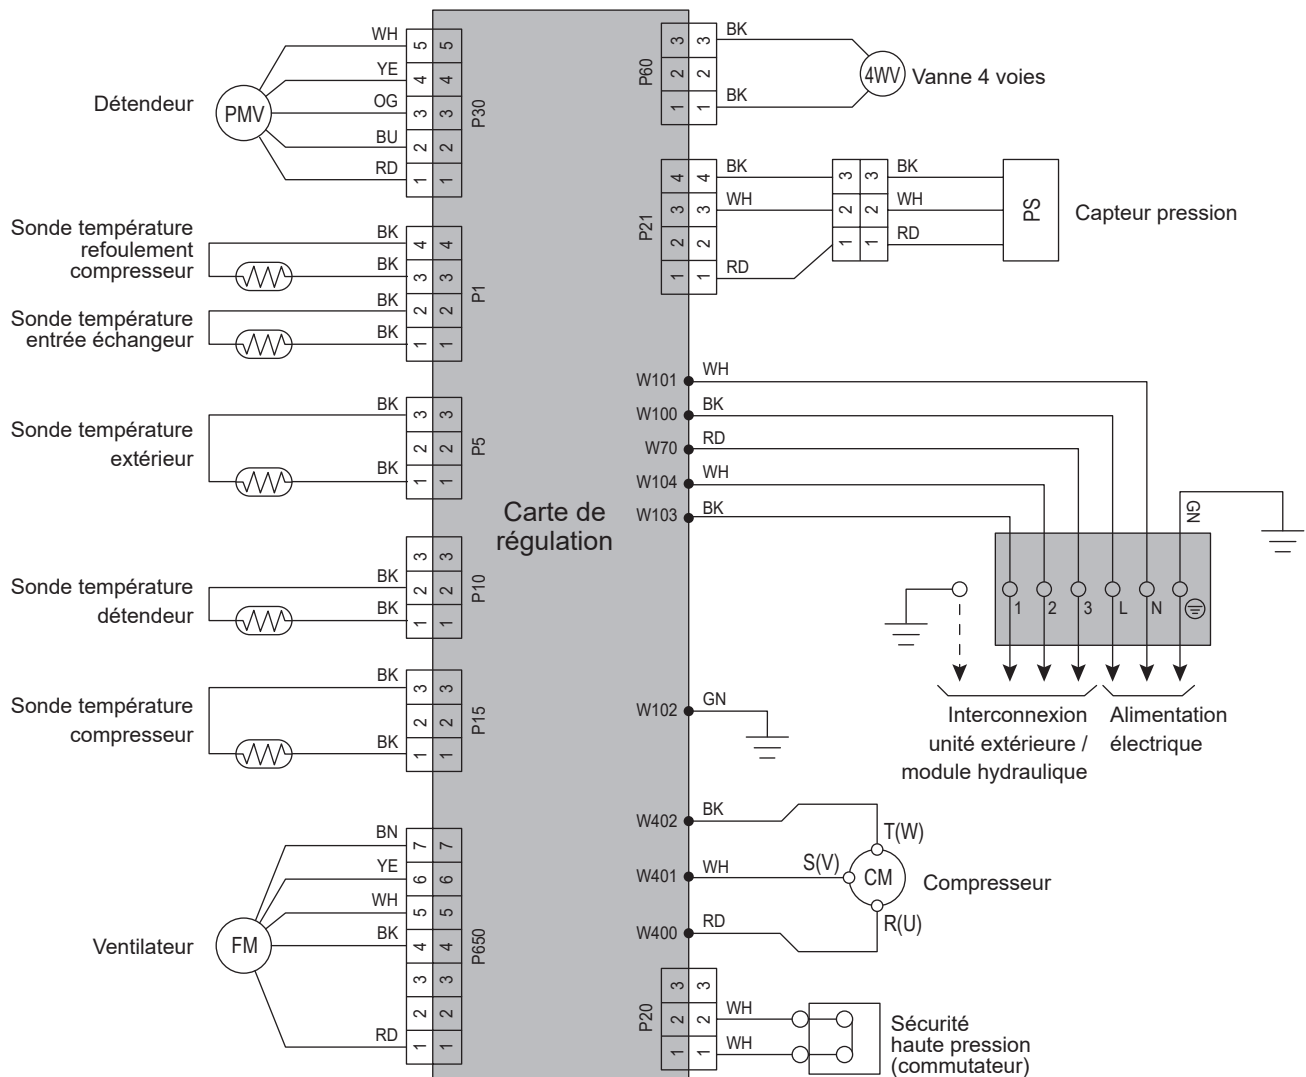 Détendeur
PMV
WH
YE
OG
BU
RD
5 5
4 4
3 3
2 2
1 1
P30
Sonde température
refoulement
compresseur
Sonde température
entrée échangeur
BK
BK
BK
BK
4 4
3 3
2 2
1 1
P1
Sonde température
extérieur
BK
BK
3 3
2 2
1 1
P5
Sonde température
détendeur
BK
BK
3 3
2 2
1 1
P10
Sonde température
compresseur
BK
BK
3 3
2 2
1 1
P15
Ventilateur
FM
BN
YE
WH
BK
RD
7 7
6 6
5 5
4 4
3 3
2 2
1 1
P650
Carte de
régulation
P60
3 3
2 2
1 1
BK
BK
4WV
Vanne 4 voies
P21
4 4
3 3
2 2
1 1
BK
WH
RD
3 3
2 2
1 1
BK
WH
RD
PS
Capteur pression
W101 WH
W100 BK
W70 RD
W104 WH
W103 BK
GN
1 2 3 L N
Interconnexion
unité extérieure /
module hydraulique
Alimentation
électrique
W102 GN
W402 BK
W401 WH
W400 RD
T(W)
S(V)
R(U)
CM
Compresseur
P20
3 3
2 2
1 1
WH
WH
Sécurité
haute pression
(commutateur)